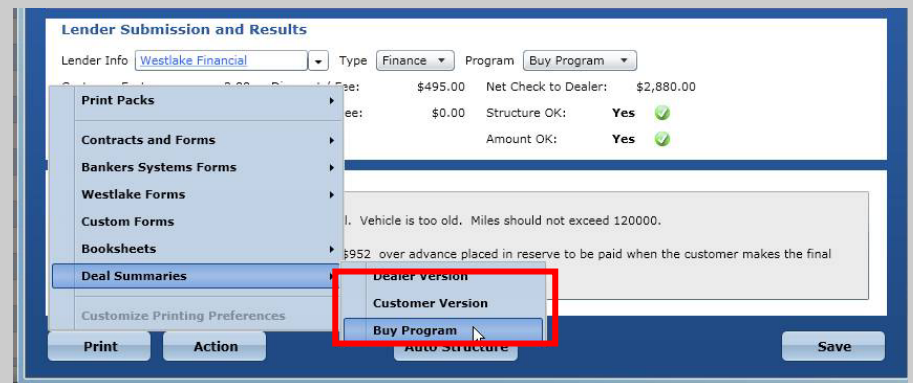 Lender Submission and Results
Lender Info Westlake Financial Type Finance Program Buy Program
$495.00 Net Check to Dealer: $2,880.00
Print Packs
ee: $0.00 Structure OK: Yes
Contracts and Forms Amount OK: Yes
Bankers Systems Forms
Westlake Forms
Custom Forms l. Vehicle is too old. Miles should not exceed 120000.
Booksheets $952 over advance placed in reserve to be paid when the customer makes the final
Deal Summaries Dealer Version
Customer Version
Customize Printing Preferences
Buy Program
Print Action Auto Structure Save